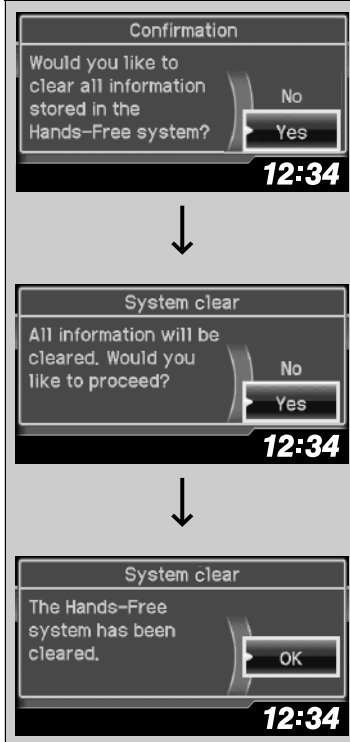 Confirmation
Would you like to
clear all information
stored in the
Hands-Free system?
No
Yes
12:34
System clear
All information will be
cleared. Would you
like to proceed?
No
Yes
12:34
System clear
The Hands-Free
system has been
cleared.
OK
12:34